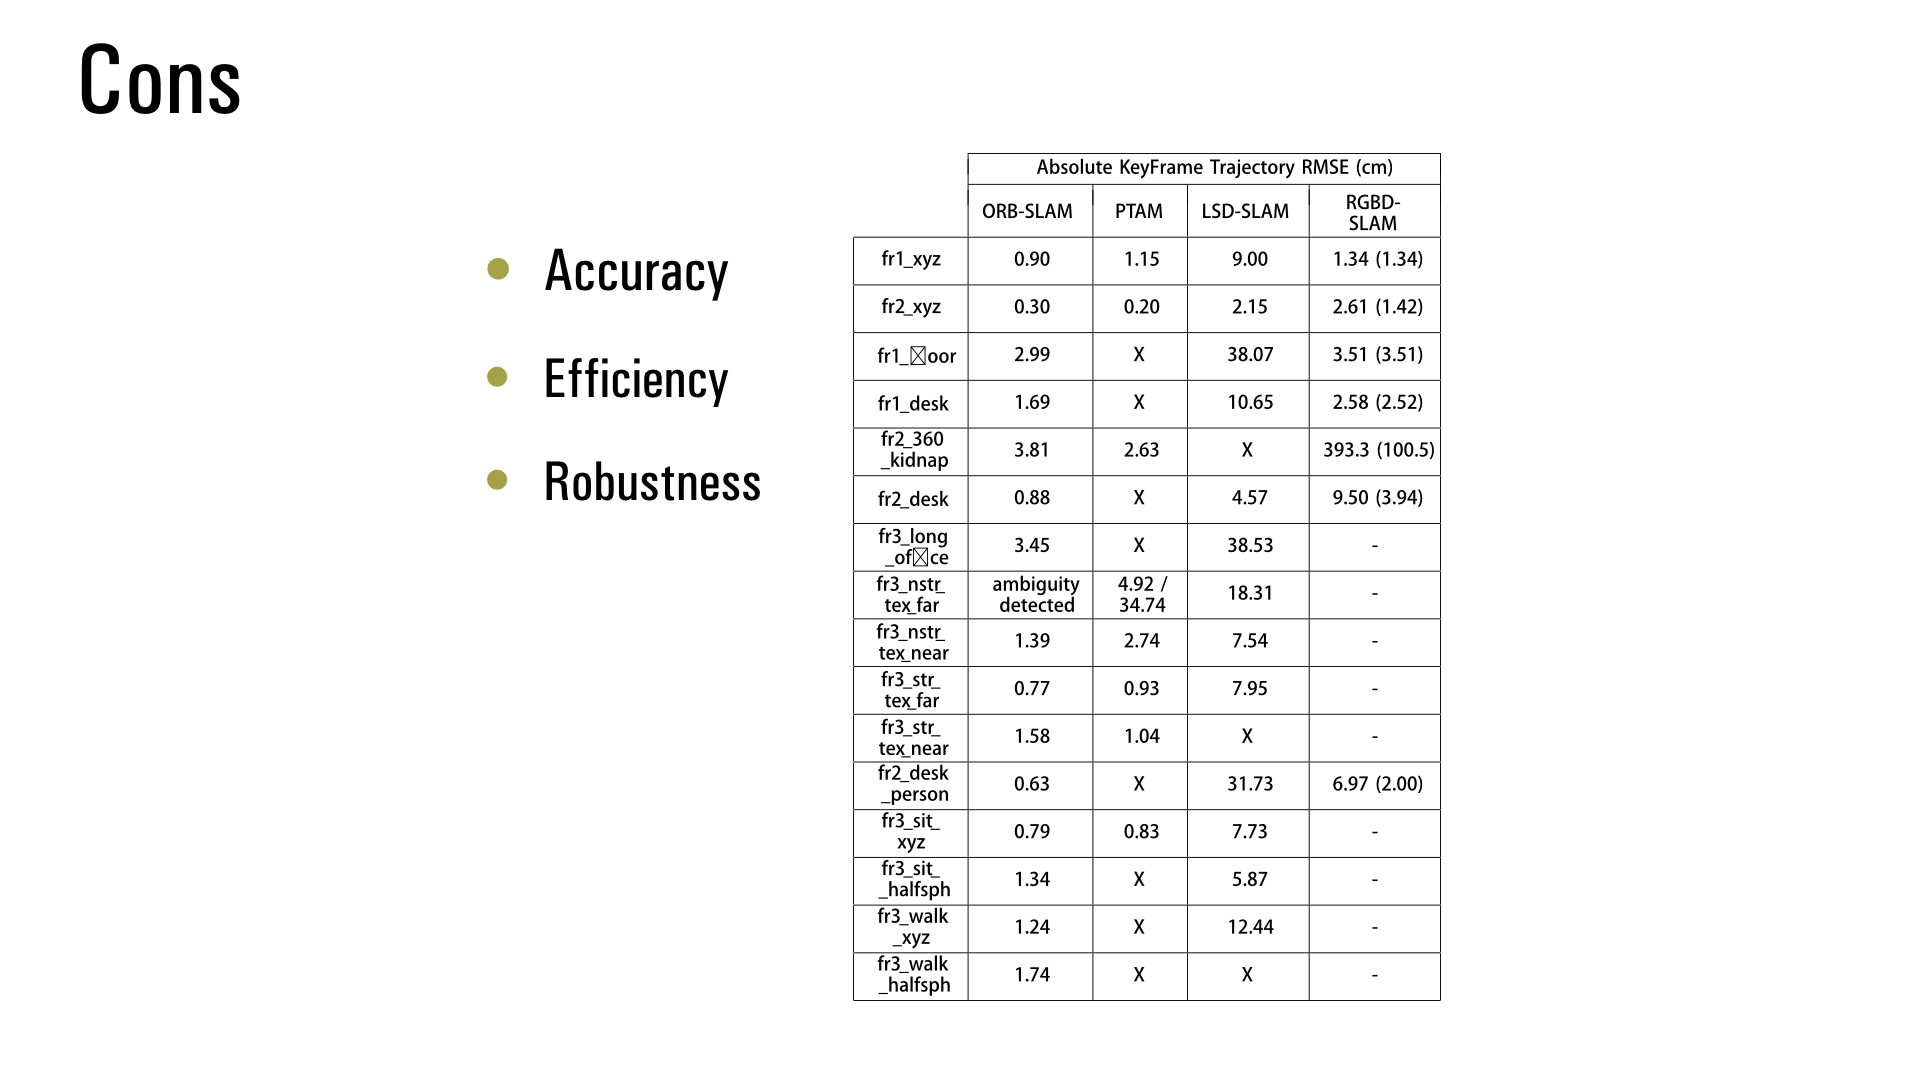 Cons
Accuracy
Efficiency
Robustness
Absolute KeyFrame Trajectory RMSE (cm)
ORB-SLAM PTAM LSD-SLAM RGBD-
SLAM
fr1_xyz 0.90 1.15 9.00 1.34 (1.34)
fr2_xyz 0.30 0.20 2.15 2.61 (1.42)
fr1_☒oor 2.99 X 38.07 3.51 (3.51)
fr1_desk 1.69 X 10.65 2.58 (2.52)
fr2_360
_kidnap 3.81 2.63 X 393.3 (100.5)
fr2_desk 0.88 X 4.57 9.50 (3.94)
fr3_long
_of☒ce 3.45 X 38.53 -
fr3_nstr_
tex_far ambiguity
detected 4.92 /
34.74 18.31 -
fr3_nstr_
tex_near 1.39 2.74 7.54 -
fr3_str_
tex_far 0.77 0.93 7.95 -
fr3_str_
tex_near 1.58 1.04 X -
fr2_desk
_person 0.63 X 31.73 6.97 (2.00)
fr3_sit_
xyz 0.79 0.83 7.73 -
fr3_sit_
_halfsph 1.34 X 5.87 -
fr3_walk
_xyz 1.24 X 12.44 -
fr3_walk
_halfsph 1.74 X X -